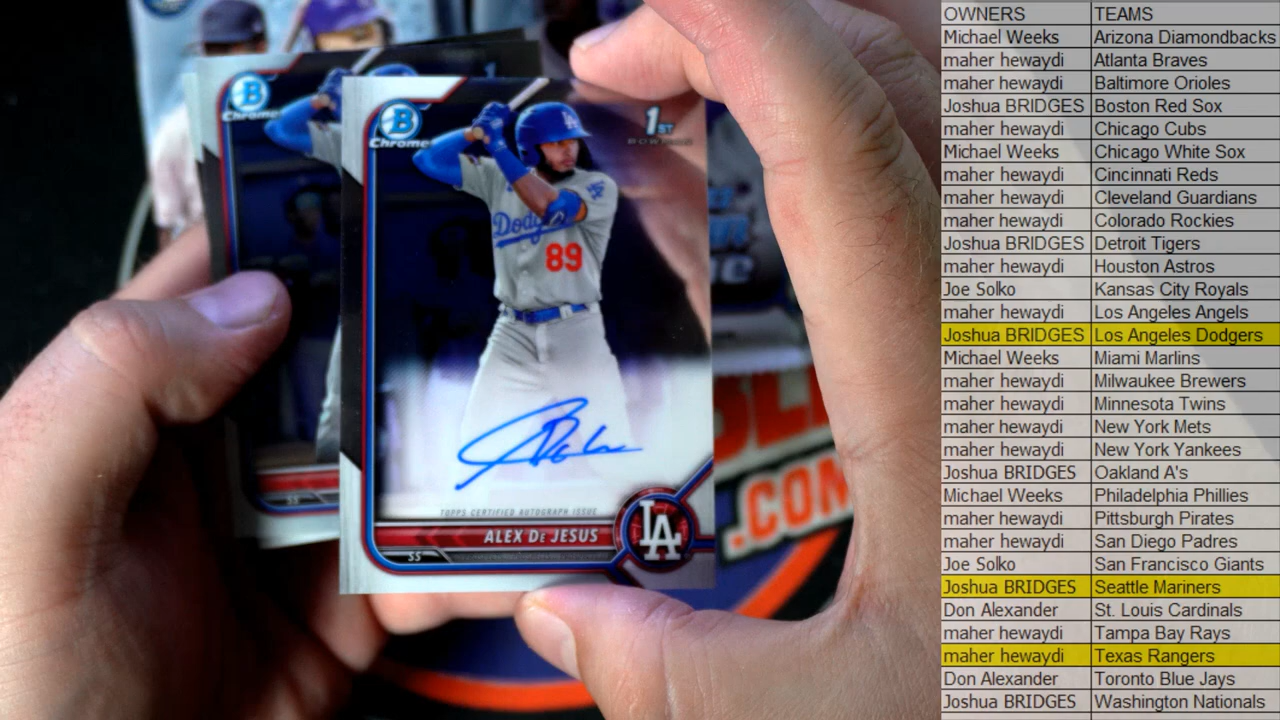 B
Chrome
B
Chrome
1ST
BOWMAN
LA
Dodg
89
TOPPS CERTIFIED AUTOGRAPH ISSUE
ALEX De JESUS
SS
LA
SS
.COM
OWNERS TEAMS
Michael Weeks Arizona Diamondbacks
maher hewaydi Atlanta Braves
maher hewaydi Baltimore Orioles
Joshua BRIDGES Boston Red Sox
maher hewaydi Chicago Cubs
Michael Weeks Chicago White Sox
maher hewaydi Cincinnati Reds
maher hewaydi Cleveland Guardians
maher hewaydi Colorado Rockies
Joshua BRIDGES Detroit Tigers
maher hewaydi Houston Astros
Joe Solko Kansas City Royals
maher hewaydi Los Angeles Angels
Joshua BRIDGES Los Angeles Dodgers
Michael Weeks Miami Marlins
maher hewaydi Milwaukee Brewers
maher hewaydi Minnesota Twins
maher hewaydi New York Mets
maher hewaydi New York Yankees
Joshua BRIDGES Oakland A's
Michael Weeks Philadelphia Phillies
maher hewaydi Pittsburgh Pirates
maher hewaydi San Diego Padres
Joe Solko San Francisco Giants
Joshua BRIDGES Seattle Mariners
Don Alexander St. Louis Cardinals
maher hewaydi Tampa Bay Rays
maher hewaydi Texas Rangers
Don Alexander Toronto Blue Jays
Joshua BRIDGES Washington Nationals